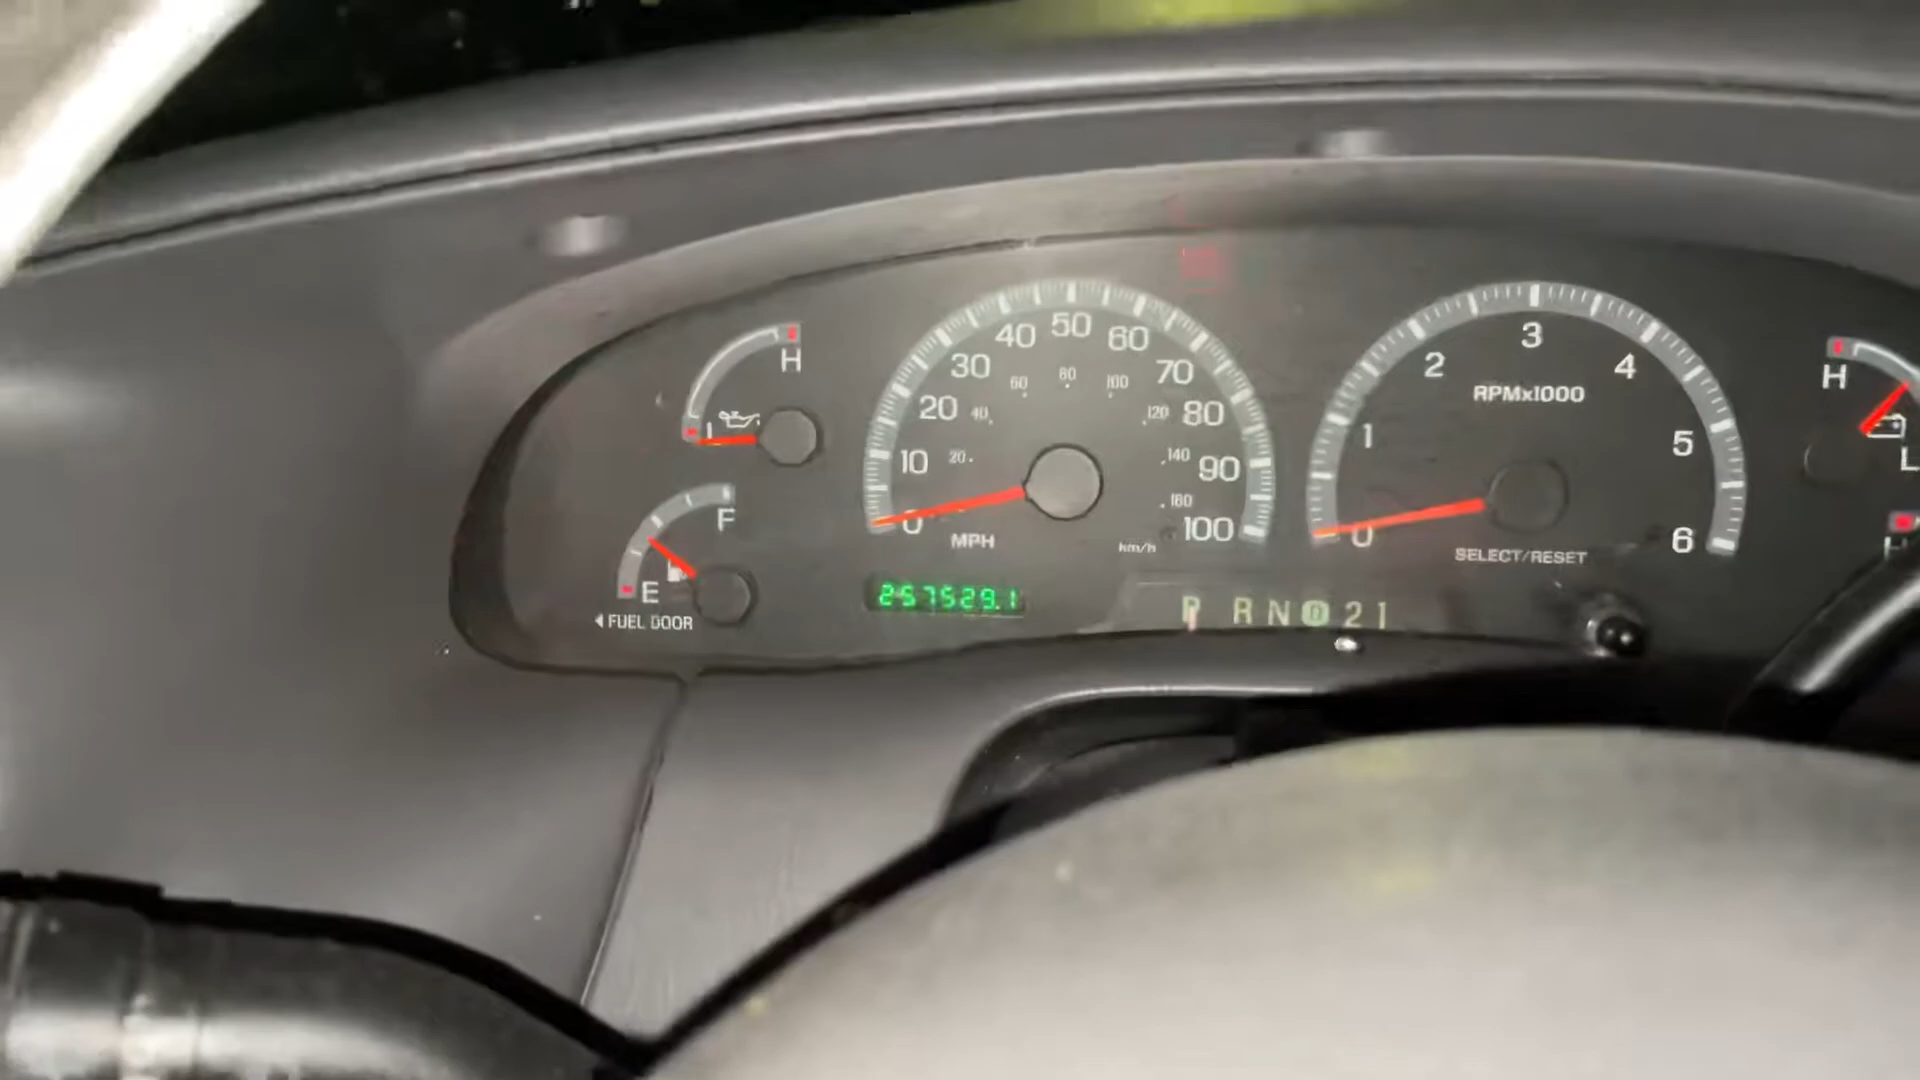 H
L
F
E
◀ FUEL DOOR
0 10 20 30 40 50 60 70 80 90 100
20 40 60 80 100 120 140 160
MPH
km/h
257529.1
0 1 2 3 4 5 6
RPMx1000
SELECT/RESET
P R N D 2 1
H
L
H